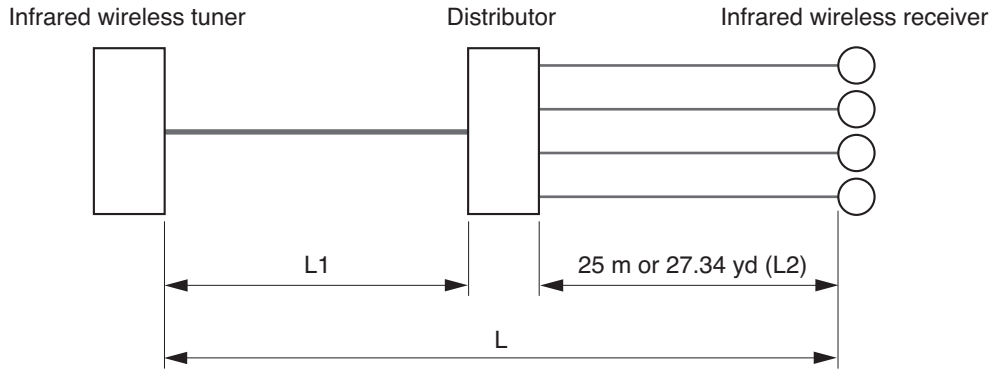 Infrared wireless tuner
Distributor
Infrared wireless receiver
L1
25 m or 27.34 yd (L2)
L